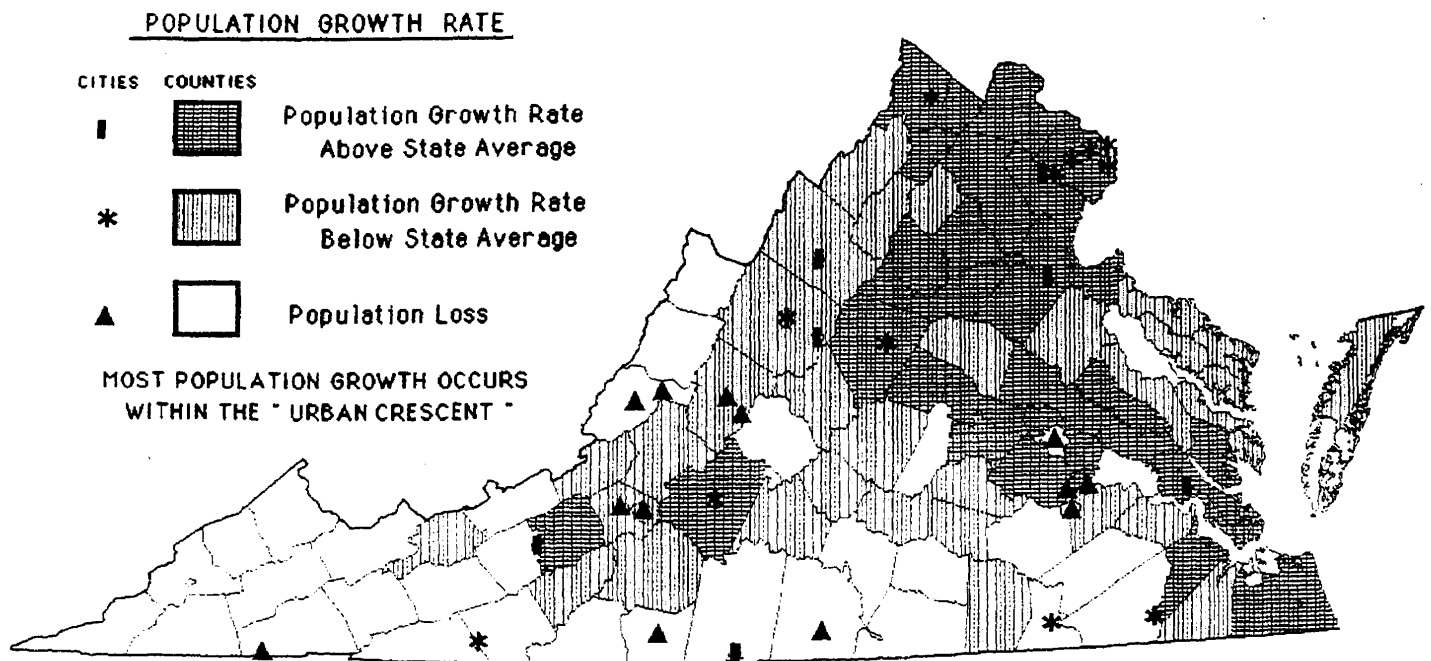 POPULATION GROWTH RATE
CITIES COUNTIES
Population Growth Rate
Above State Average
Population Growth Rate
Below State Average
Population Loss
MOST POPULATION GROWTH OCCURS
WITHIN THE " URBAN CRESCENT "